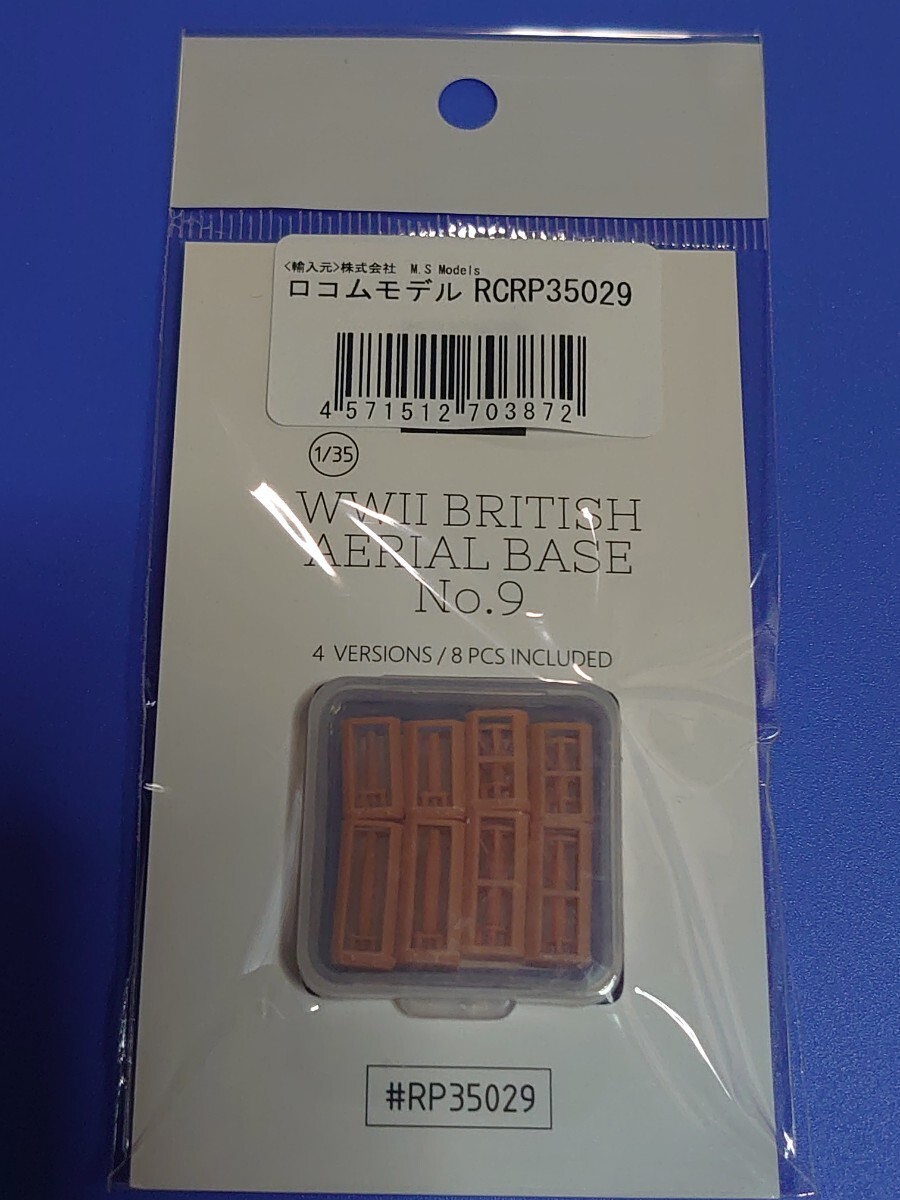 <輸入元>株式会社 M.S Models
ロコムモデル RCRP35029
4 571512 703872
1/35
WWII BRITISH
AERIAL BASE
No.9
4 VERSIONS / 8 PCS INCLUDED
#RP35029